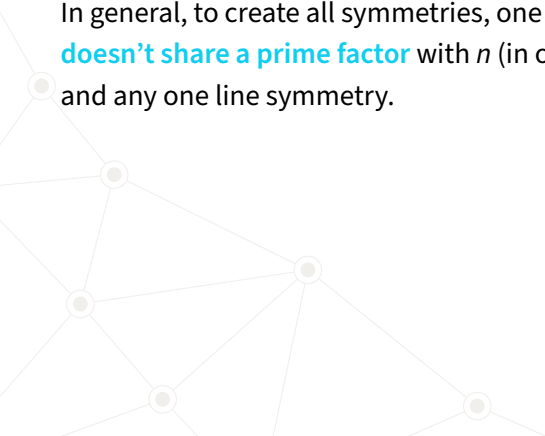 In general, to create all symmetries, one
doesn’t share a prime factor with n (in
and any one line symmetry.